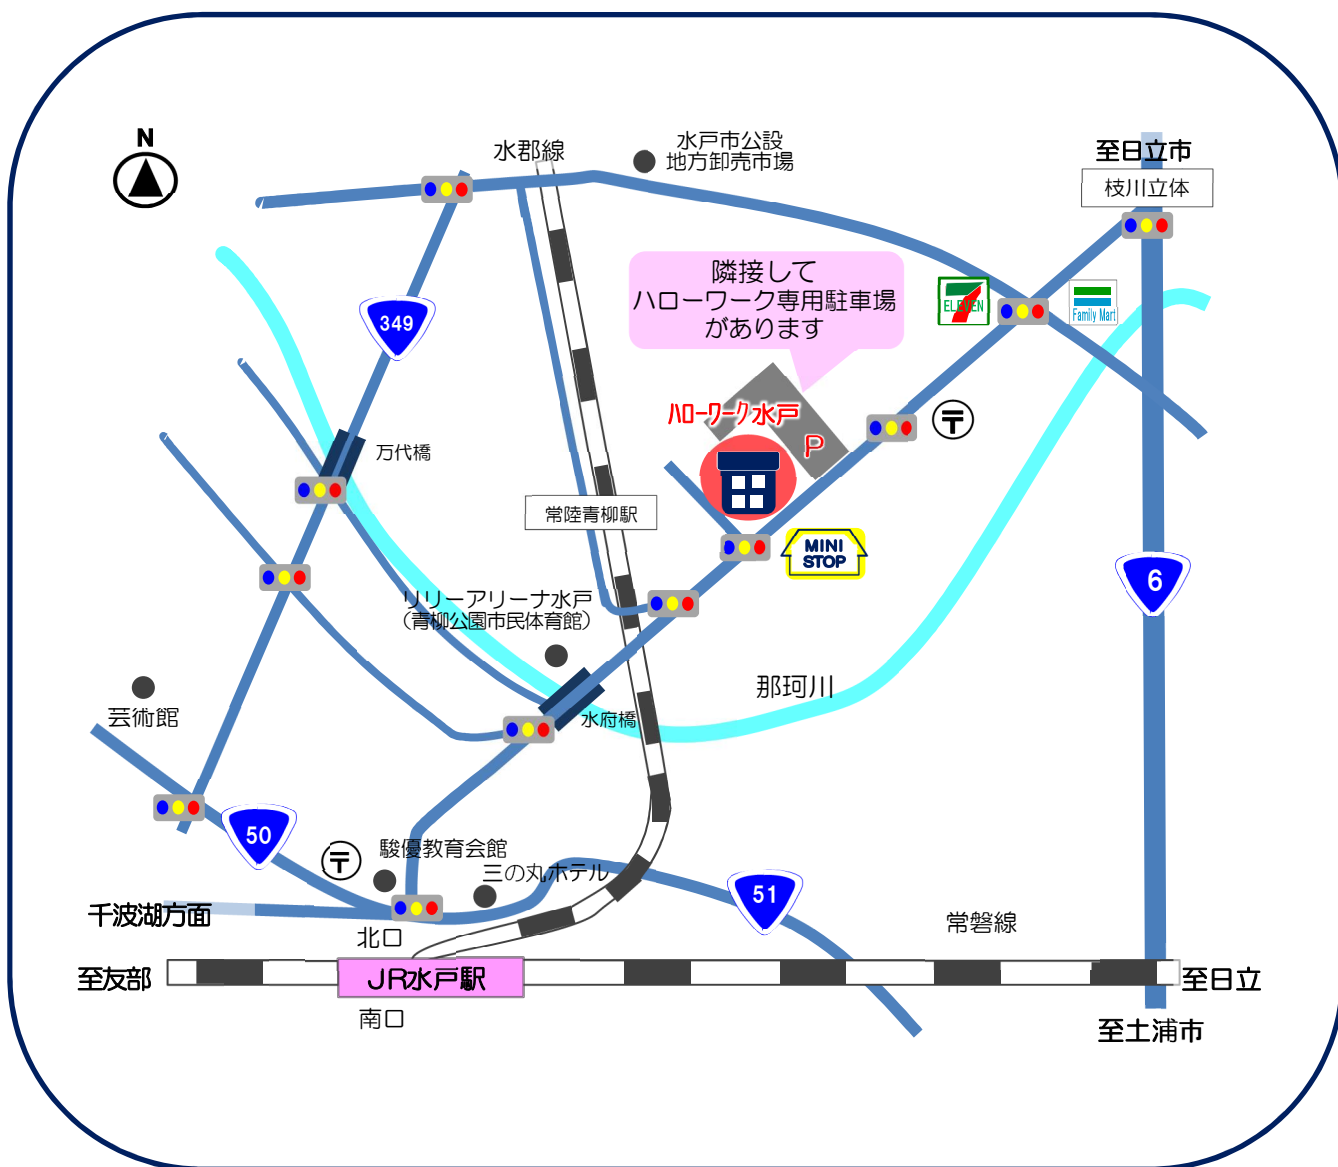 N
水郡線
水戸市公設
地方卸売市場
至日立市
枝川立体
隣接して
ハローワーク専用駐車場
があります
7
ELEVEN
Family Mart
349
ハローワーク水戸
P
〒
万代橋
常陸青柳駅
MINI
STOP
6
リリーアリーナ水戸
(青柳公園市民体育館)
那珂川
芸術館
水府橋
50
〒
駿優教育会館
三の丸ホテル
51
千波湖方面
北口
常磐線
至友部
JR水戸駅
至日立
南口
至土浦市